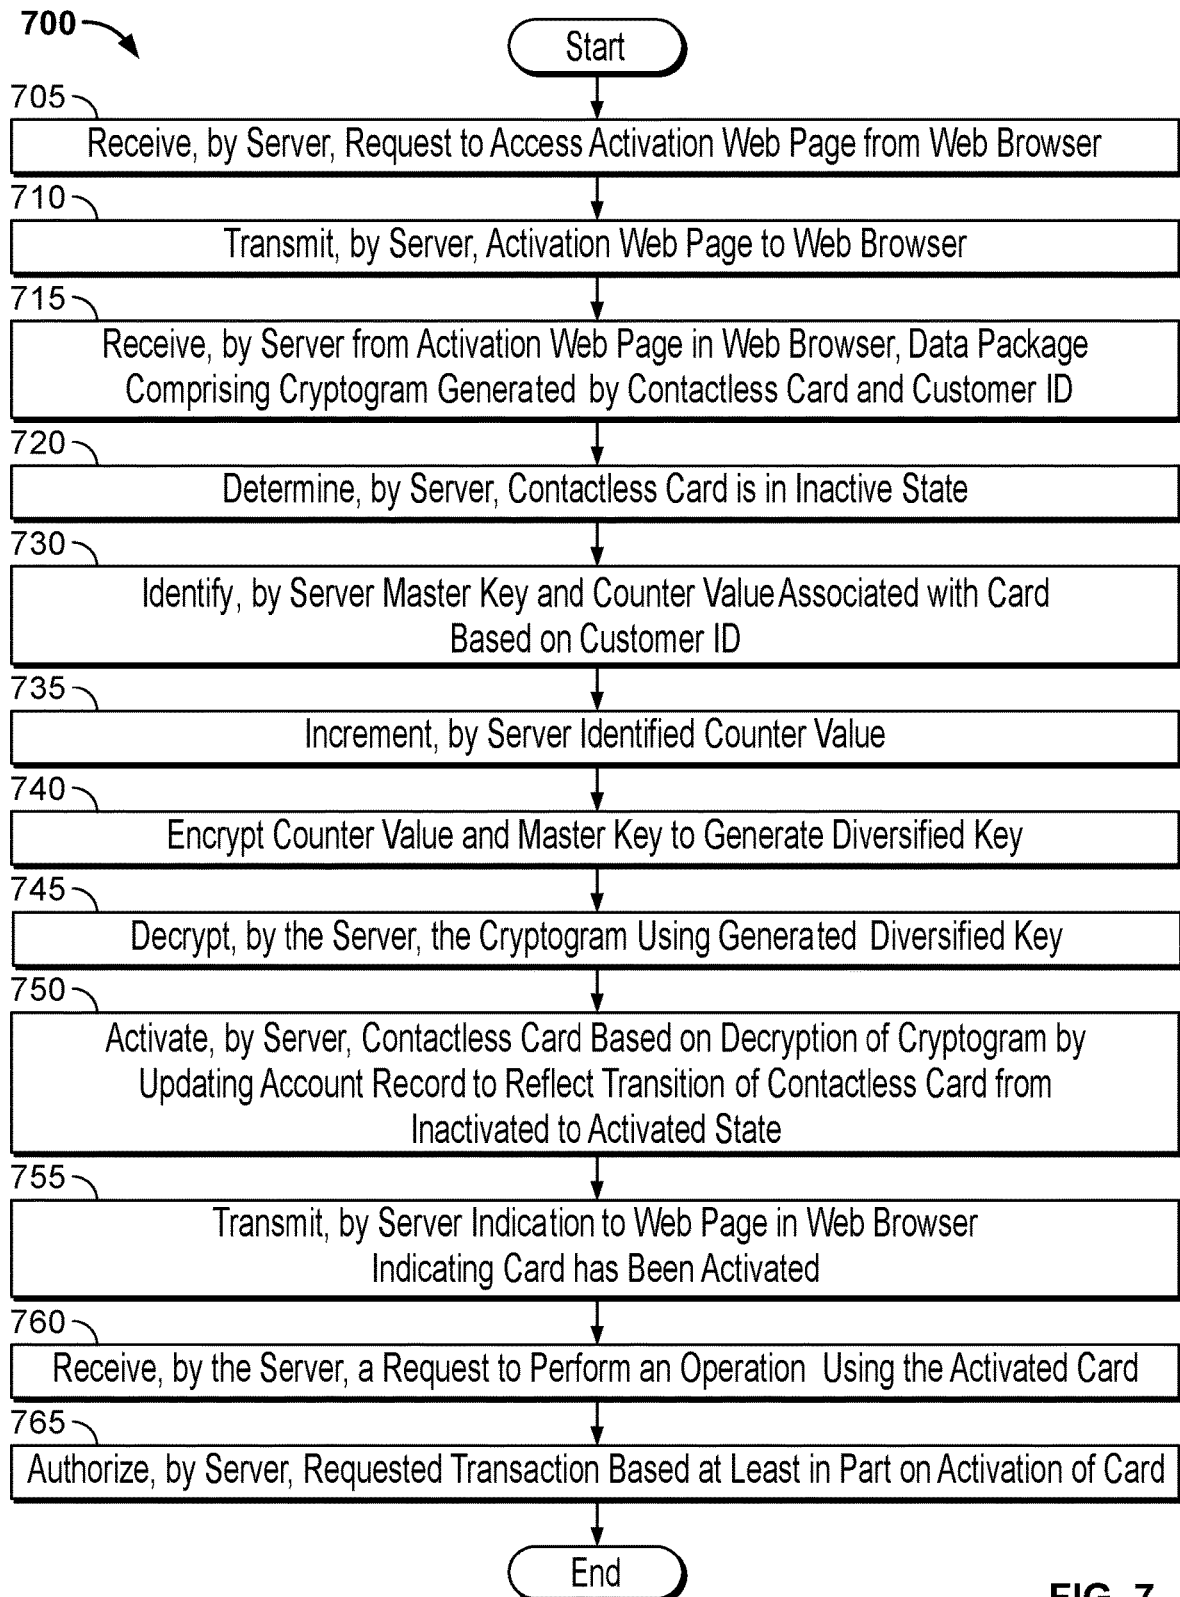 700
Start
705
Receive, by Server, Request to Access Activation Web Page from Web Browser
710
Transmit, by Server, Activation Web Page to Web Browser
715
Receive, by Server from Activation Web Page in Web Browser, Data Package
Comprising Cryptogram Generated by Contactless Card and Customer ID
720
Determine, by Server, Contactless Card is in Inactive State
730
Identify, by Server Master Key and Counter Value Associated with Card
Based on Customer ID
735
Increment, by Server Identified Counter Value
740
Encrypt Counter Value and Master Key to Generate Diversified Key
745
Decrypt, by the Server, the Cryptogram Using Generated Diversified Key
750
Activate, by Server, Contactless Card Based on Decryption of Cryptogram by
Updating Account Record to Reflect Transition of Contactless Card from
Inactivated to Activated State
755
Transmit, by Server Indication to Web Page in Web Browser
Indicating Card has Been Activated
760
Receive, by the Server, a Request to Perform an Operation Using the Activated Card
765
Authorize, by Server, Requested Transaction Based at Least in Part on Activation of Card
End
FIG. 7